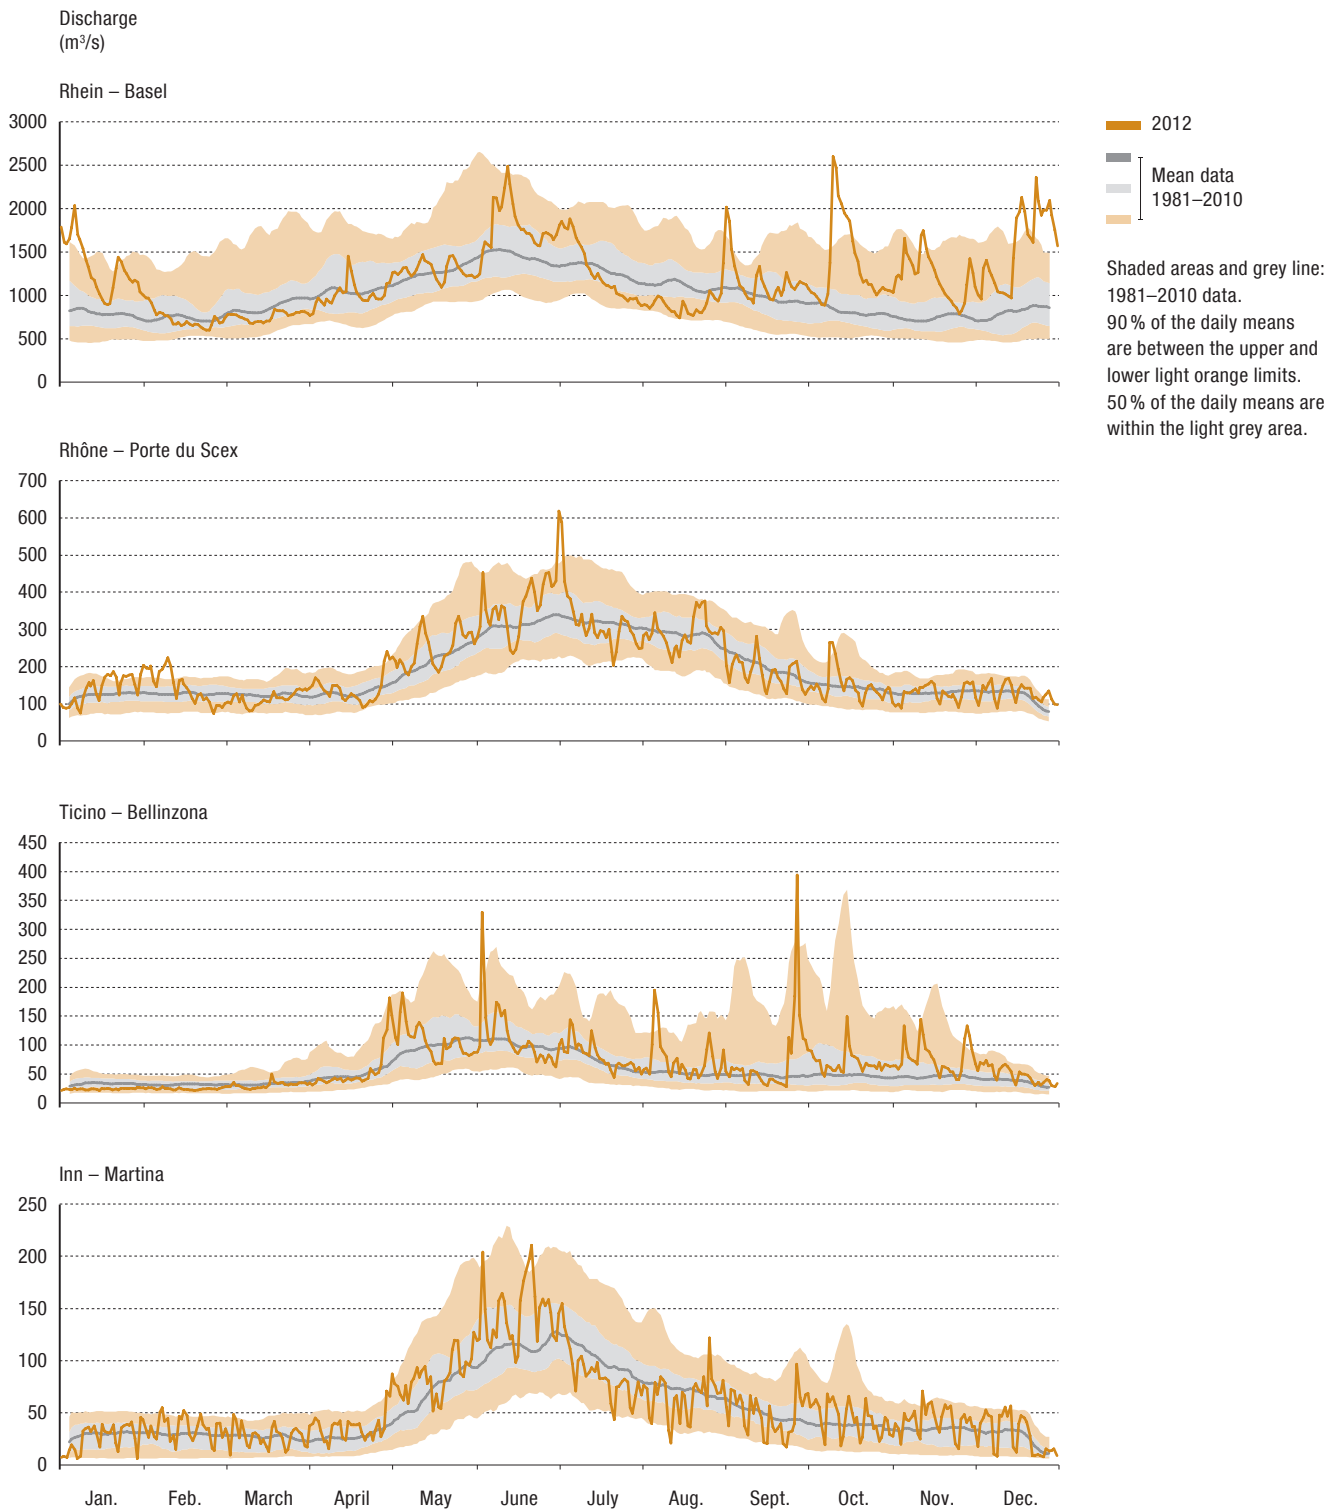 Discharge
(m³/s)
Rhein – Basel
3000
2500
2000
1500
1000
500
0
2012
Mean data
1981–2010
Shaded areas and grey line:
1981–2010 data.
90 % of the daily means
are between the upper and
lower light orange limits.
50 % of the daily means are
within the light grey area.
Rhône – Porte du Scex
700
600
500
400
300
200
100
0
Ticino – Bellinzona
450
400
350
300
250
200
150
100
50
0
Inn – Martina
250
200
150
100
50
0
Jan. Feb. March April May June July Aug. Sept. Oct. Nov. Dec.